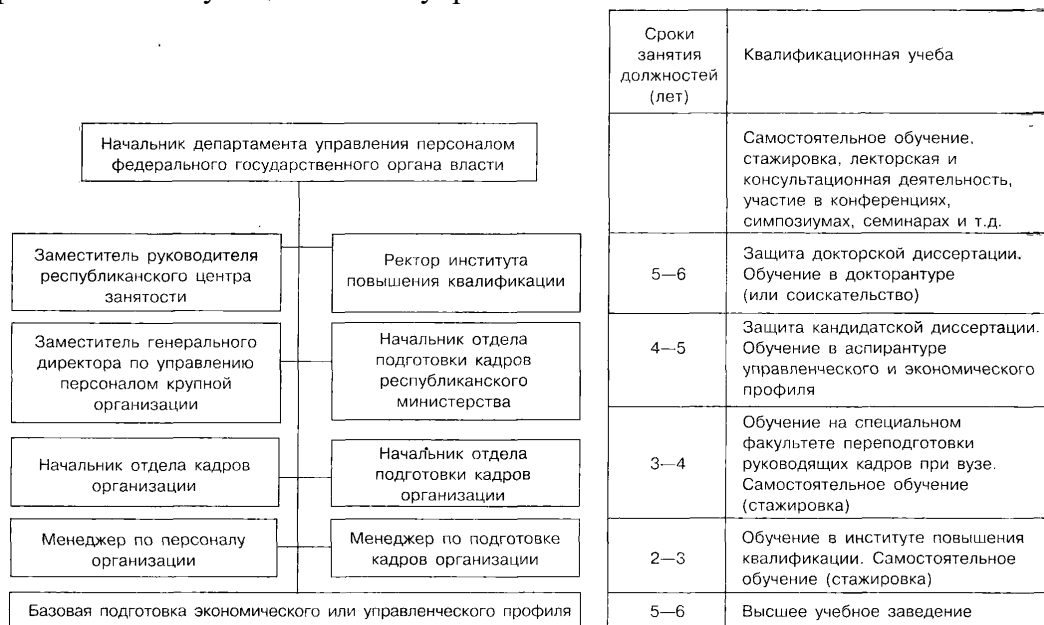 Сроки
занятия
должностей
(лет)
Квалификационная учеба
Начальник департамента управления персоналом
федерального государственного органа власти
Самостоятельное обучение,
стажировка, лекторская и
консультационная деятельность,
участие в конференциях,
симпозиумах, семинарах и т.д.
Заместитель руководителя
республиканского центра
занятости
Ректор института
повышения квалификации
5—6
Защита докторской диссертации.
Обучение в докторантуре
(или соискательство)
Заместитель генерального
директора по управлению
персоналом крупной
организации
Начальник отдела
подготовки кадров
республиканского
министерства
4—5
Защита кандидатской диссертации.
Обучение в аспирантуре
управленческого и экономического
профиля
Начальник отдела кадров
организации
Начальник отдела
подготовки кадров
организации
3—4
Обучение на специальном
факультете переподготовки
руководящих кадров при вузе.
Самостоятельное обучение
(стажировка)
Менеджер по персоналу
организации
Менеджер по подготовке
кадров организации
2—3
Обучение в институте повышения
квалификации. Самостоятельное
обучение (стажировка)
Базовая подготовка экономического или управленческого профиля
5—6
Высшее учебное заведение